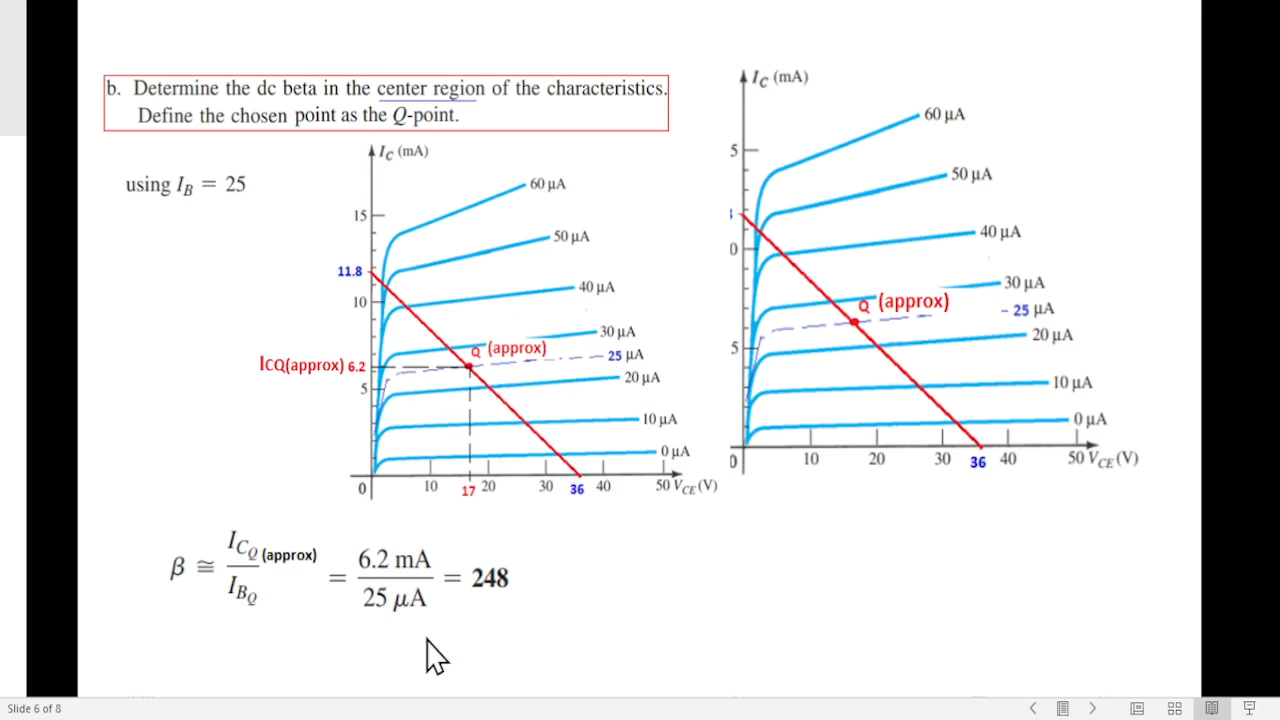 b. Determine the dc beta in the center region of the characteristics.
Define the chosen point as the Q-point.
using I_B = 25
I_C (mA)
60 µA
15
50 µA
11.8
40 µA
10
30 µA
Q (approx)
25 µA
ICQ(approx) 6.2
20 µA
5
10 µA
0 µA
0 10 17 20 30 36 40 50 V_CE (V)
I_C (mA)
60 µA
5
50 µA
40 µA
0
30 µA
Q (approx)
– 25 µA
20 µA
5
10 µA
0 µA
0 10 20 30 36 40 50 V_CE (V)
β ≅ I_CQ (approx) / I_BQ = 6.2 mA / 25 µA = 248
Slide 6 of 8